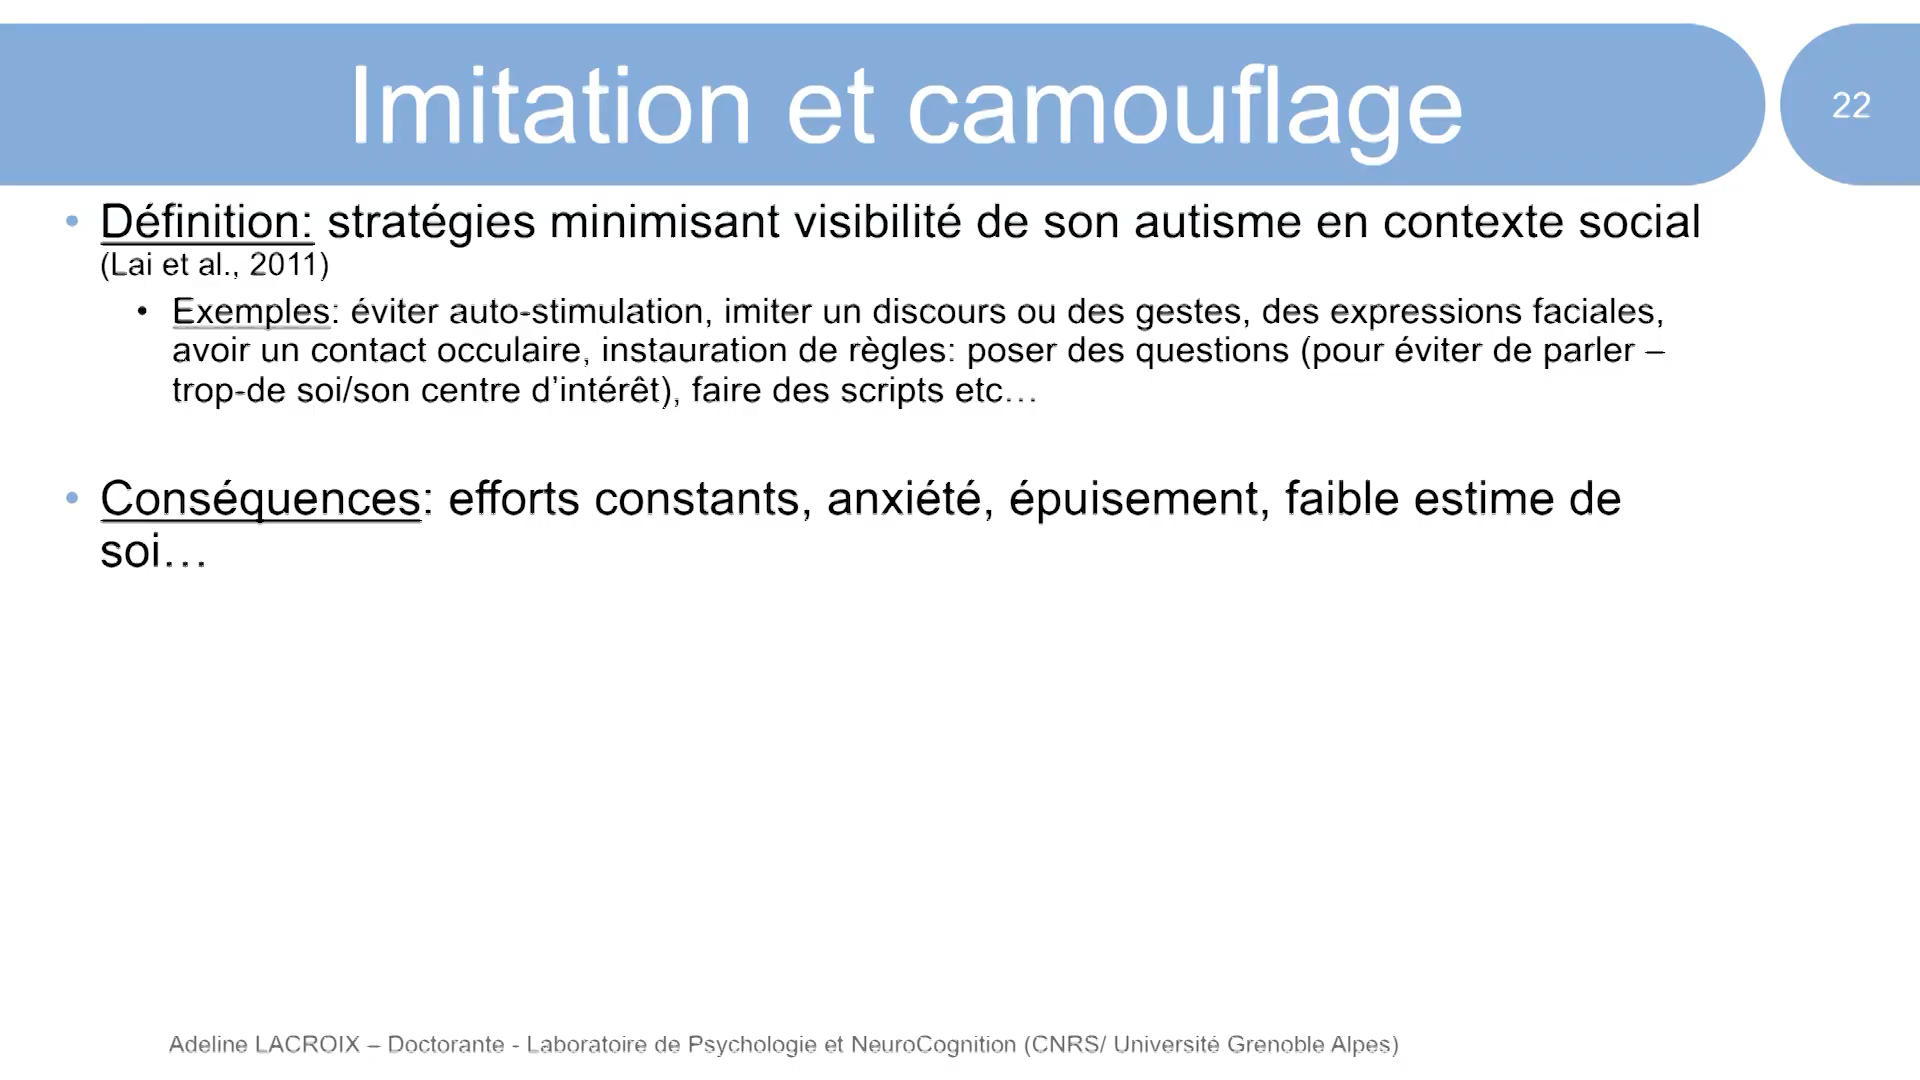 Imitation et camouflage
22
• Définition: stratégies minimisant visibilité de son autisme en contexte social
(Lai et al., 2011)
• Exemples: éviter auto-stimulation, imiter un discours ou des gestes, des expressions faciales,
avoir un contact occulaire, instauration de règles: poser des questions (pour éviter de parler –
trop-de soi/son centre d’intérêt), faire des scripts etc…
• Conséquences: efforts constants, anxiété, épuisement, faible estime de
soi…
Adeline LACROIX – Doctorante - Laboratoire de Psychologie et NeuroCognition (CNRS/ Université Grenoble Alpes)